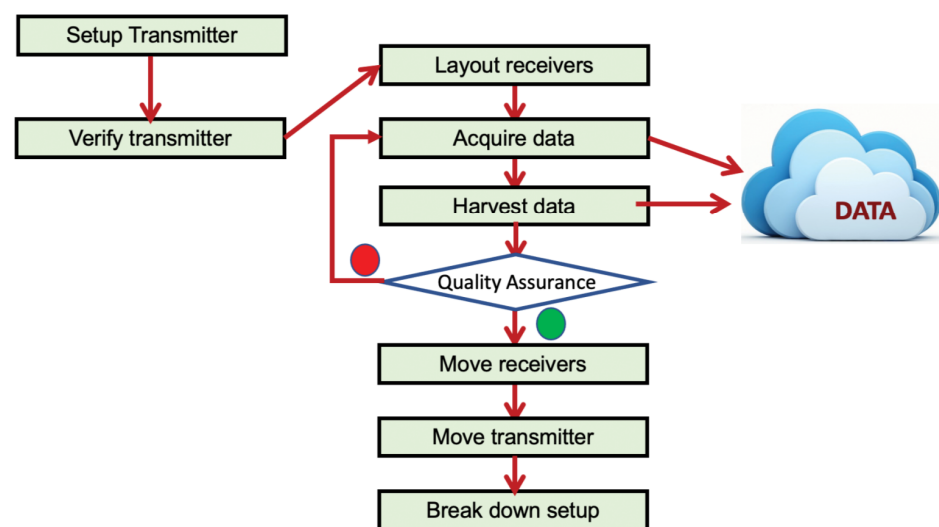 Setup Transmitter
Verify transmitter
Layout receivers
Acquire data
Harvest data
DATA
Quality Assurance
Move receivers
Move transmitter
Break down setup